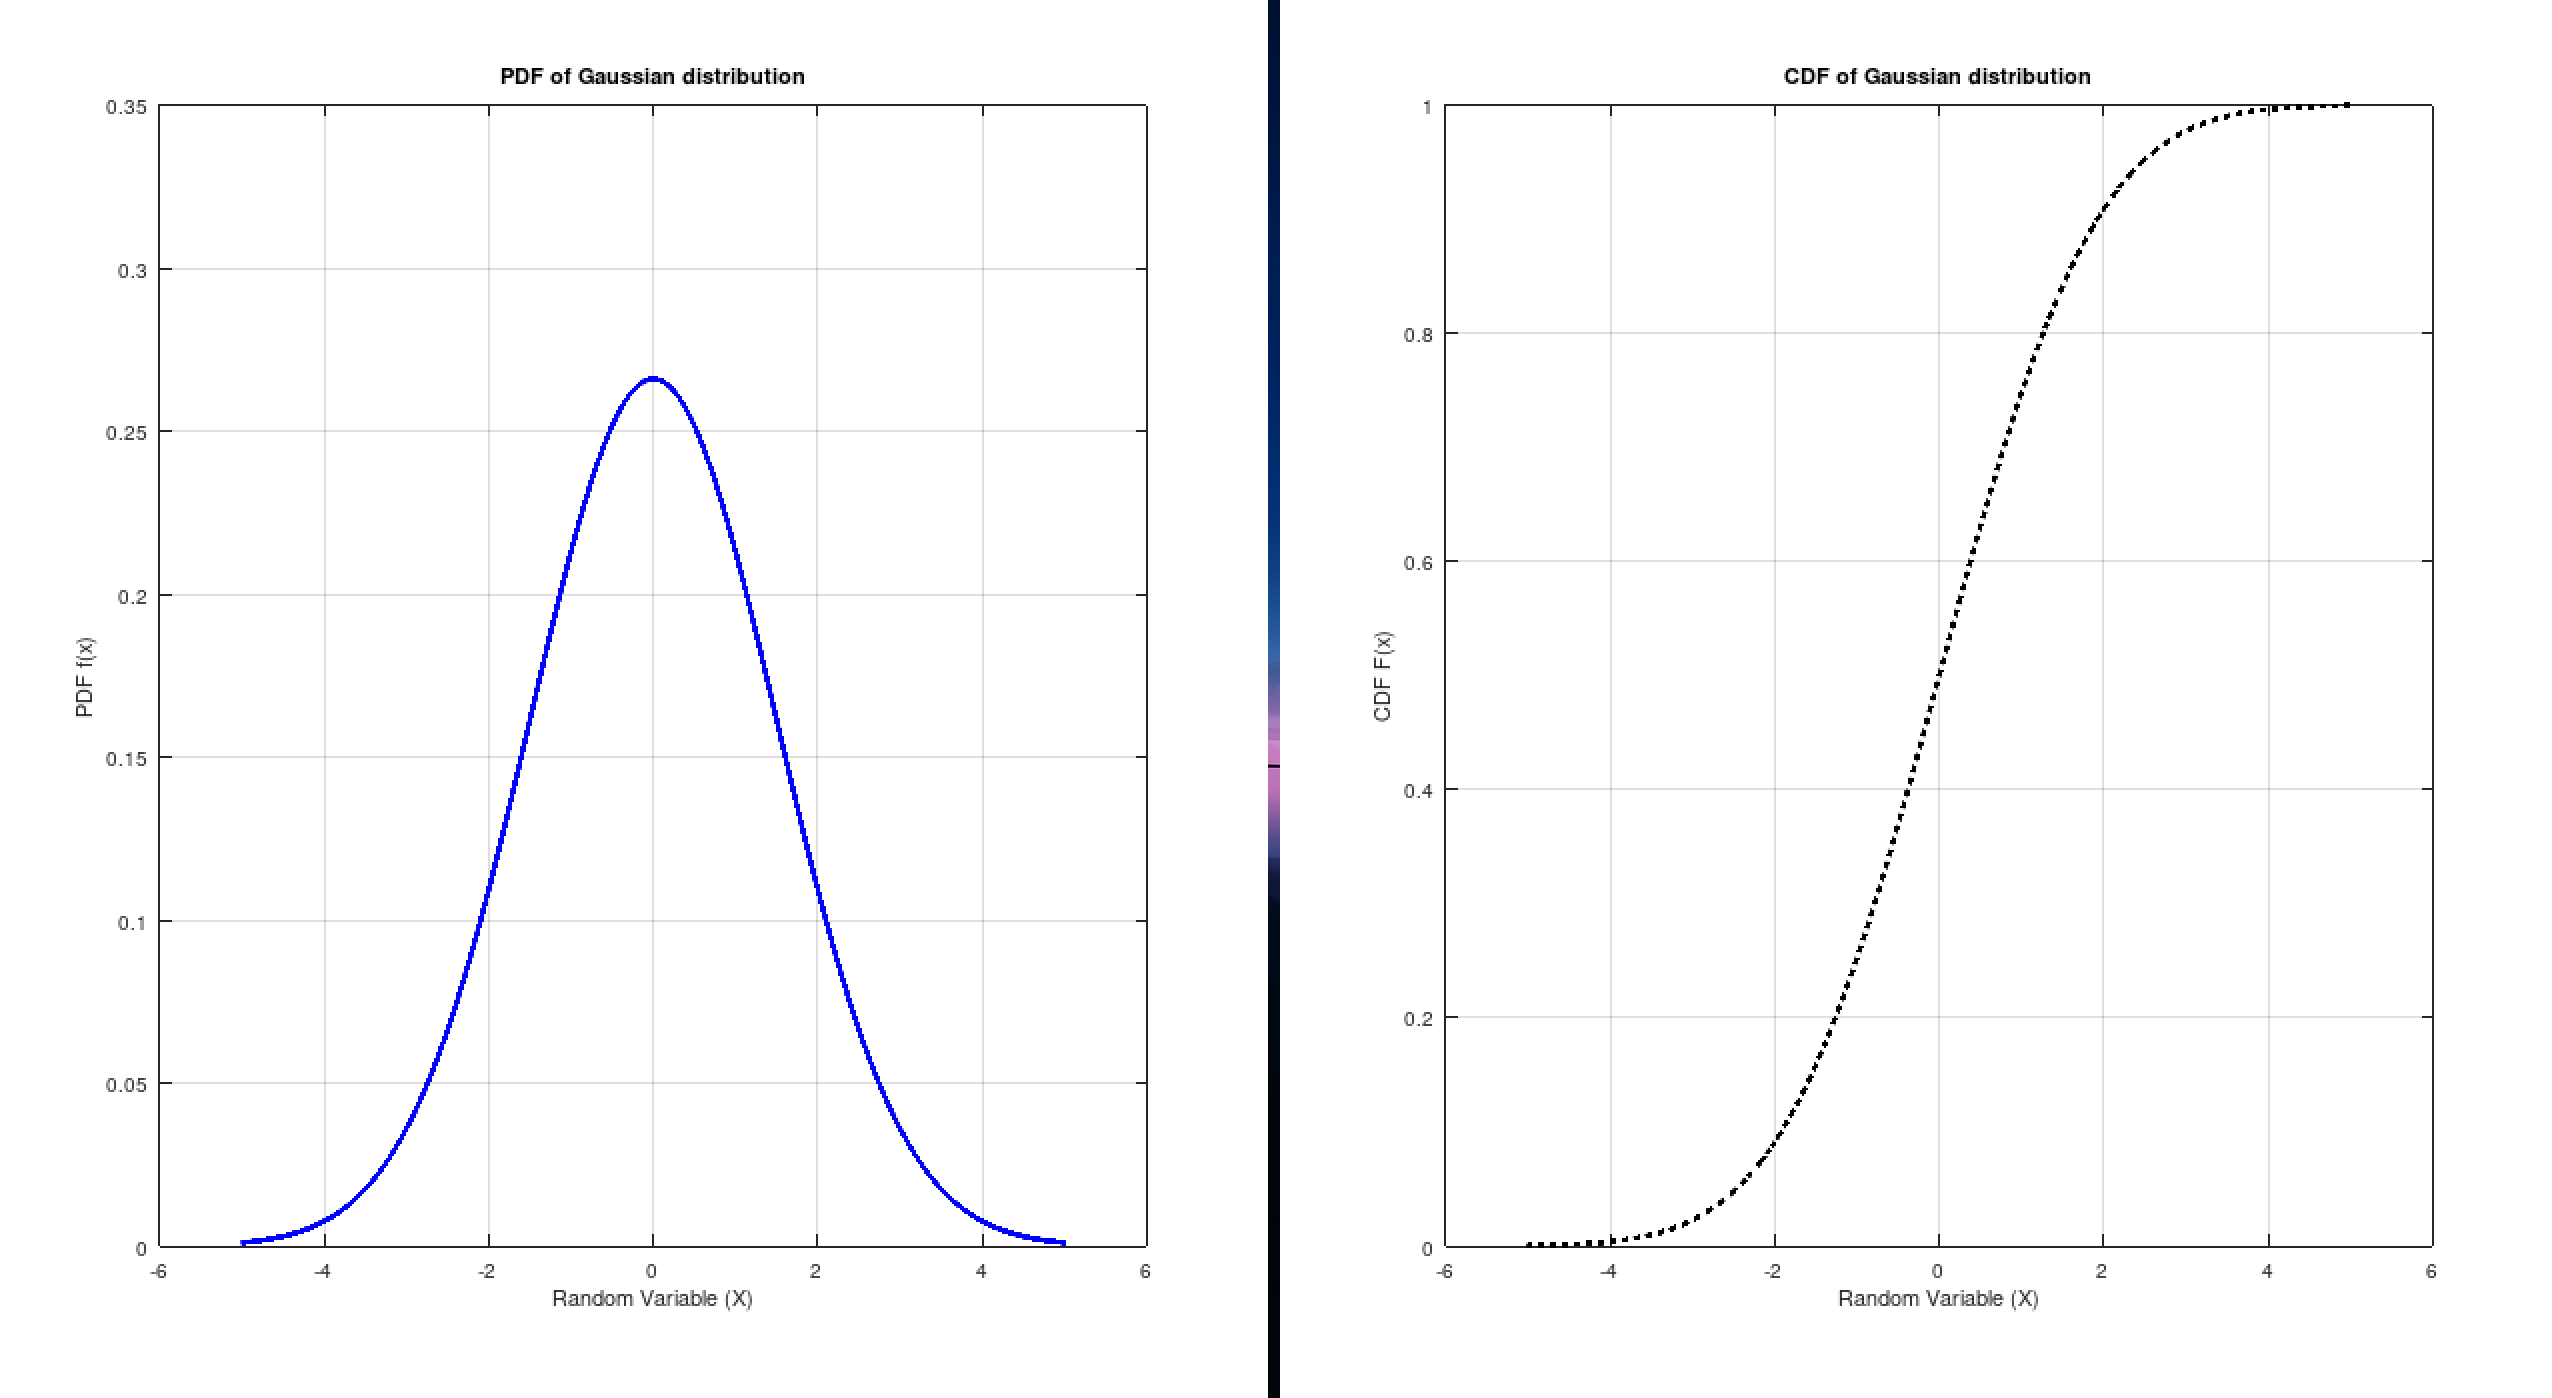 PDF of Gaussian distribution
0.35
0.3
0.25
0.2
0.15
0.1
0.05
0
PDF f(x)
-6 -4 -2 0 2 4 6
Random Variable (X)
CDF of Gaussian distribution
1
0.8
0.6
0.4
0.2
0
CDF F(x)
-6 -4 -2 0 2 4 6
Random Variable (X)